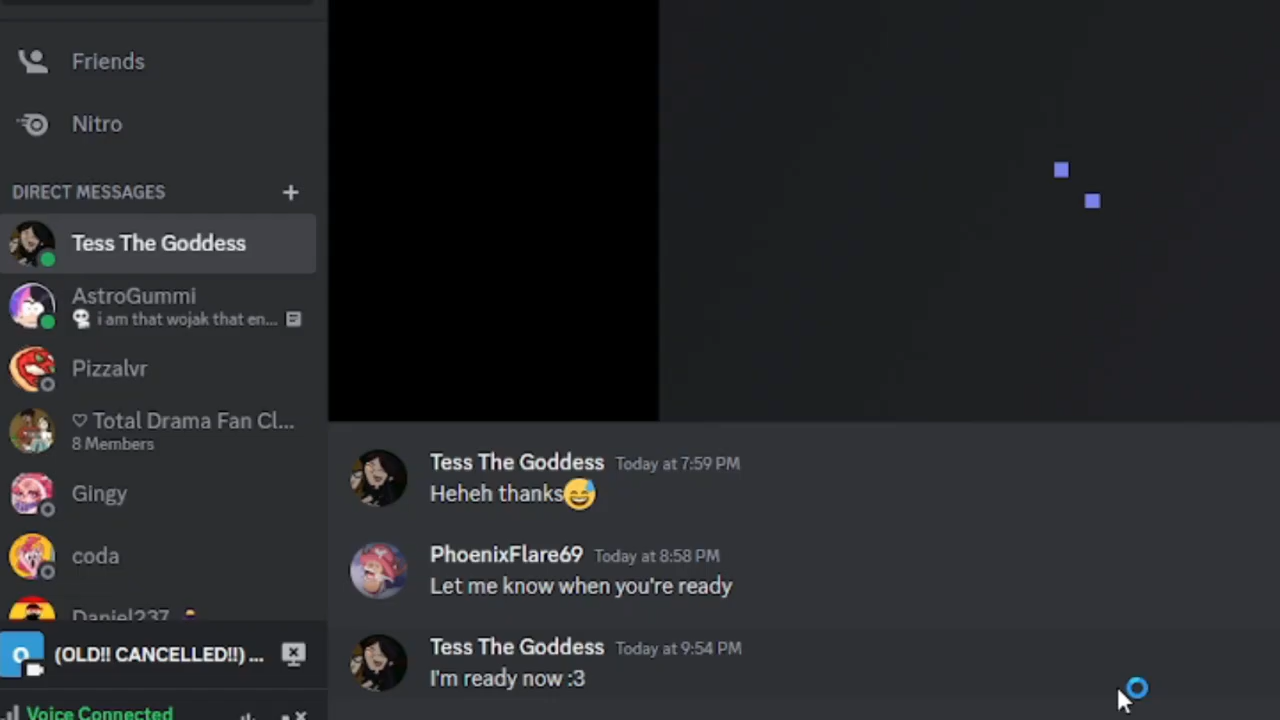 Friends
Nitro
DIRECT MESSAGES
Tess The Goddess
AstroGummi
i am that wojak that en...
Pizzalvr
♡ Total Drama Fan Cl...
8 Members
Gingy
coda
Daniel237
(OLD!! CANCELLED!!) ...
Voice Connected
Tess The Goddess Today at 7:59 PM
Heheh thanks😅
PhoenixFlare69 Today at 8:58 PM
Let me know when you're ready
Tess The Goddess Today at 9:54 PM
I'm ready now :3